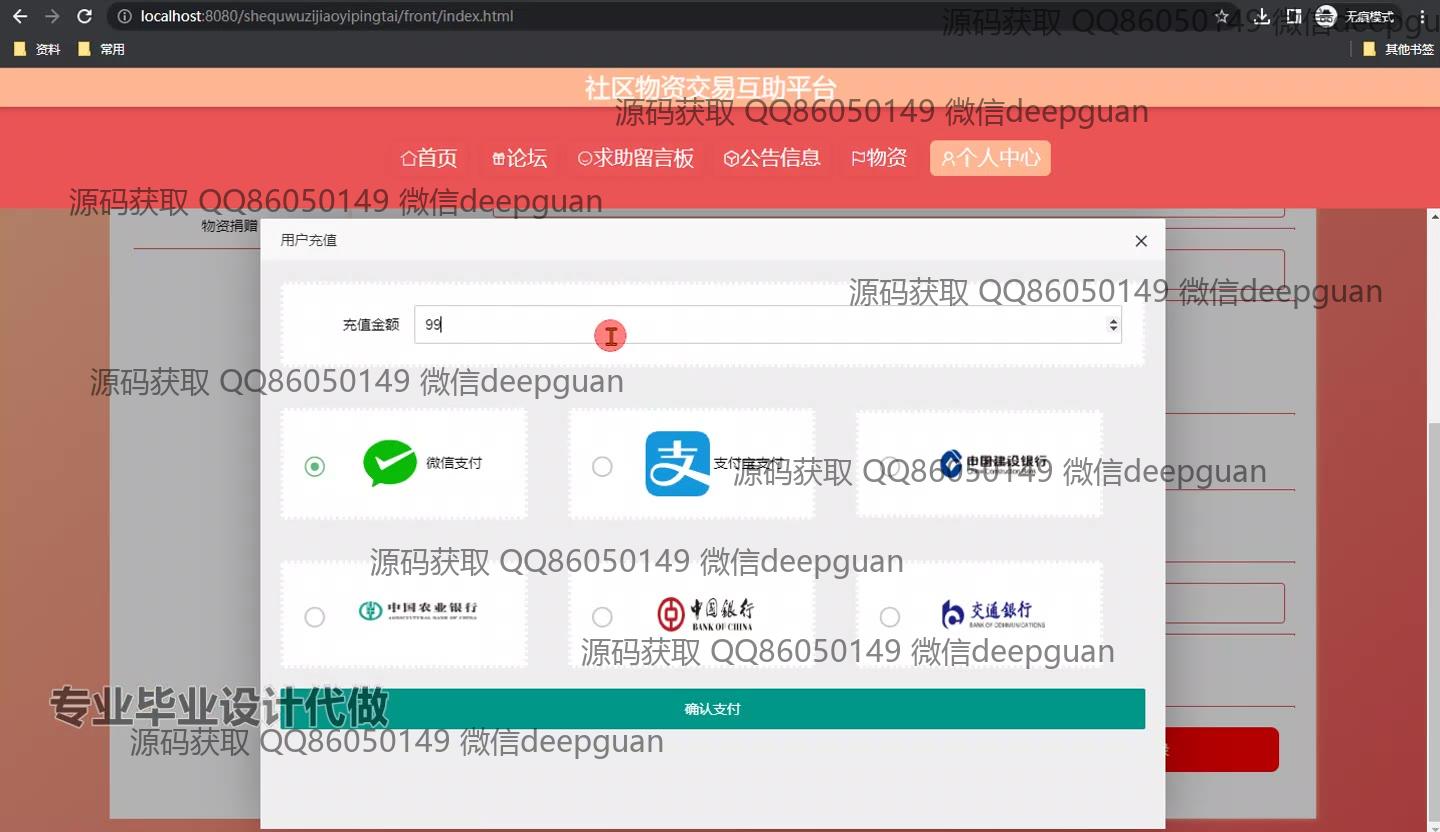 localhost:8080/shequwuzijiaoyipingtai/front/index.html
无痕模式
源码获取 QQ86050149 微信deepgu
资料
常用
其他书签
社区物资交易互助平台
源码获取 QQ86050149 微信deepguan
首页
论坛
求助留言板
公告信息
物资
个人中心
源码获取 QQ86050149 微信deepguan
物资捐赠
用户充值
源码获取 QQ86050149 微信deepguan
充值金额
99
源码获取 QQ86050149 微信deepguan
微信支付
支付宝支付
中国建设银行
China Construction Bank
源码获取 QQ86050149 微信deepguan
源码获取 QQ86050149 微信deepguan
中国农业银行
AGRICULTURAL BANK OF CHINA
中国银行
BANK OF CHINA
交通银行
BANK OF COMMUNICATIONS
源码获取 QQ86050149 微信deepguan
专业毕业设计代做
确认支付
源码获取 QQ86050149 微信deepguan